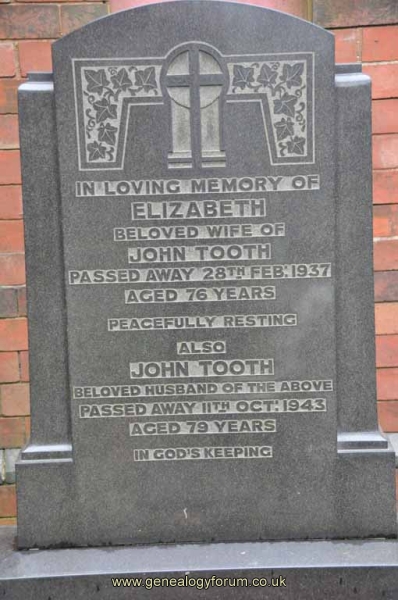 IN LOVING MEMORY OF
ELIZABETH
BELOVED WIFE OF
JOHN TOOTH
PASSED AWAY 28TH FEB: 1937
AGED 76 YEARS
PEACEFULLY RESTING
ALSO
JOHN TOOTH
BELOVED HUSBAND OF THE ABOVE
PASSED AWAY 11TH OCT: 1943
AGED 79 YEARS
IN GOD'S KEEPING
www.genealogyforum.co.uk